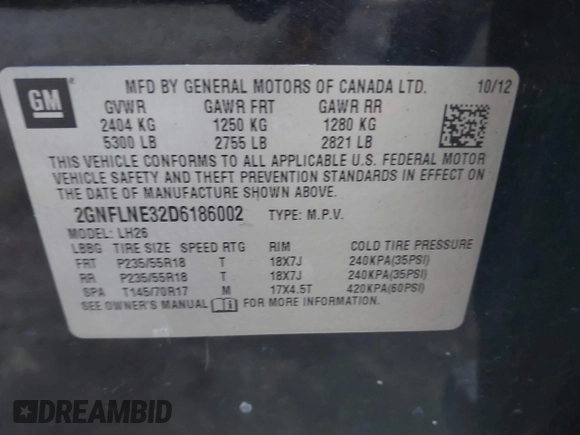 GM
MFD BY GENERAL MOTORS OF CANADA LTD. 10/12
GVWR GAWR FRT GAWR RR
2404 KG 1250 KG 1280 KG
5300 LB 2755 LB 2821 LB
THIS VEHICLE CONFORMS TO ALL APPLICABLE U.S. FEDERAL MOTOR
VEHICLE SAFETY AND THEFT PREVENTION STANDARDS IN EFFECT ON
THE DATE OF MANUFACTURE SHOWN ABOVE.
2GNFLNE32D6186002 TYPE: M.P.V.
MODEL: LH26
LBBG TIRE SIZE SPEED RTG RIM COLD TIRE PRESSURE
FRT P235/55R18 T 18X7J 240KPA(35PSI)
RR P235/55R18 T 18X7J 240KPA(35PSI)
SPA T145/70R17 M 17X4.5T 420KPA(60PSI)
SEE OWNER'S MANUAL FOR MORE INFORMATION.
DREAMBID